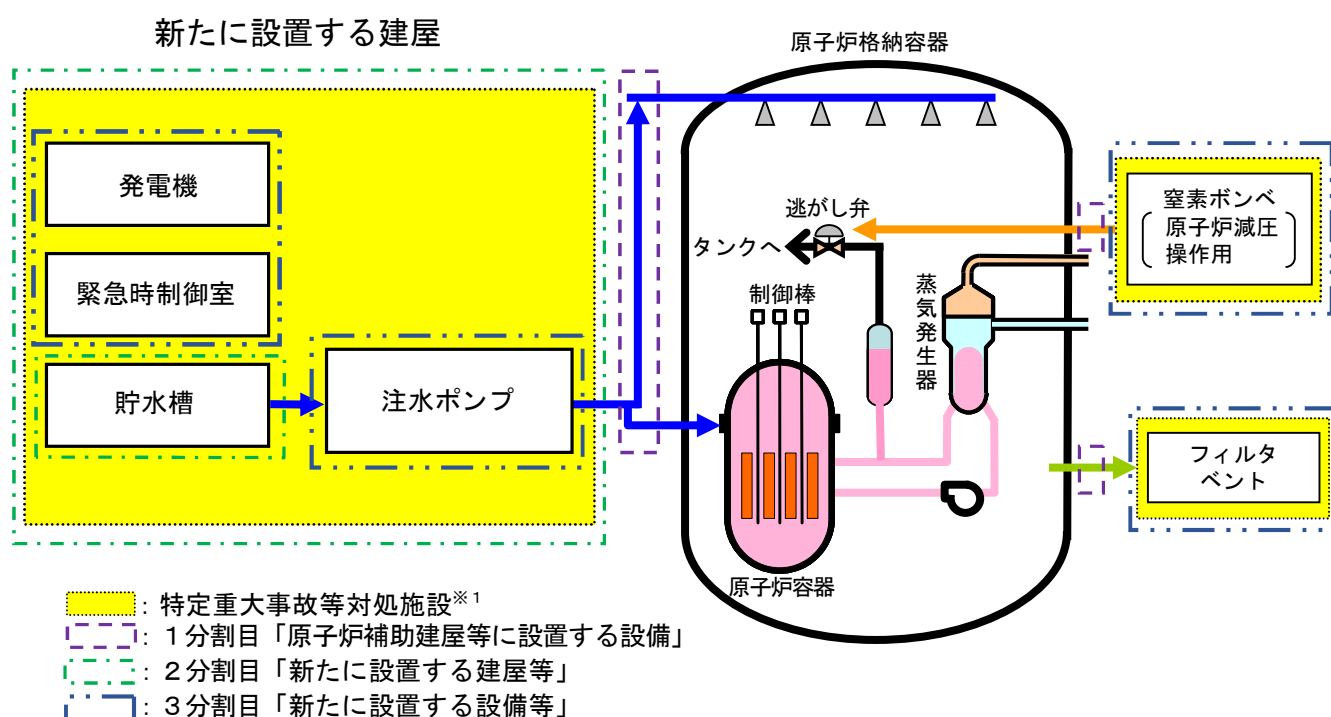 新たに設置する建屋
原子炉格納容器
発電機
緊急時制御室
貯水槽
注水ポンプ
逃がし弁
タンクへ
制御棒
蒸気発生器
原子炉容器
窒素ボンベ
原子炉減圧
操作用
フィルタ
ベント
:特定重大事故等対処施設※1
:1分割目「原子炉補助建屋等に設置する設備」
:2分割目「新たに設置する建屋等」
:3分割目「新たに設置する設備等」